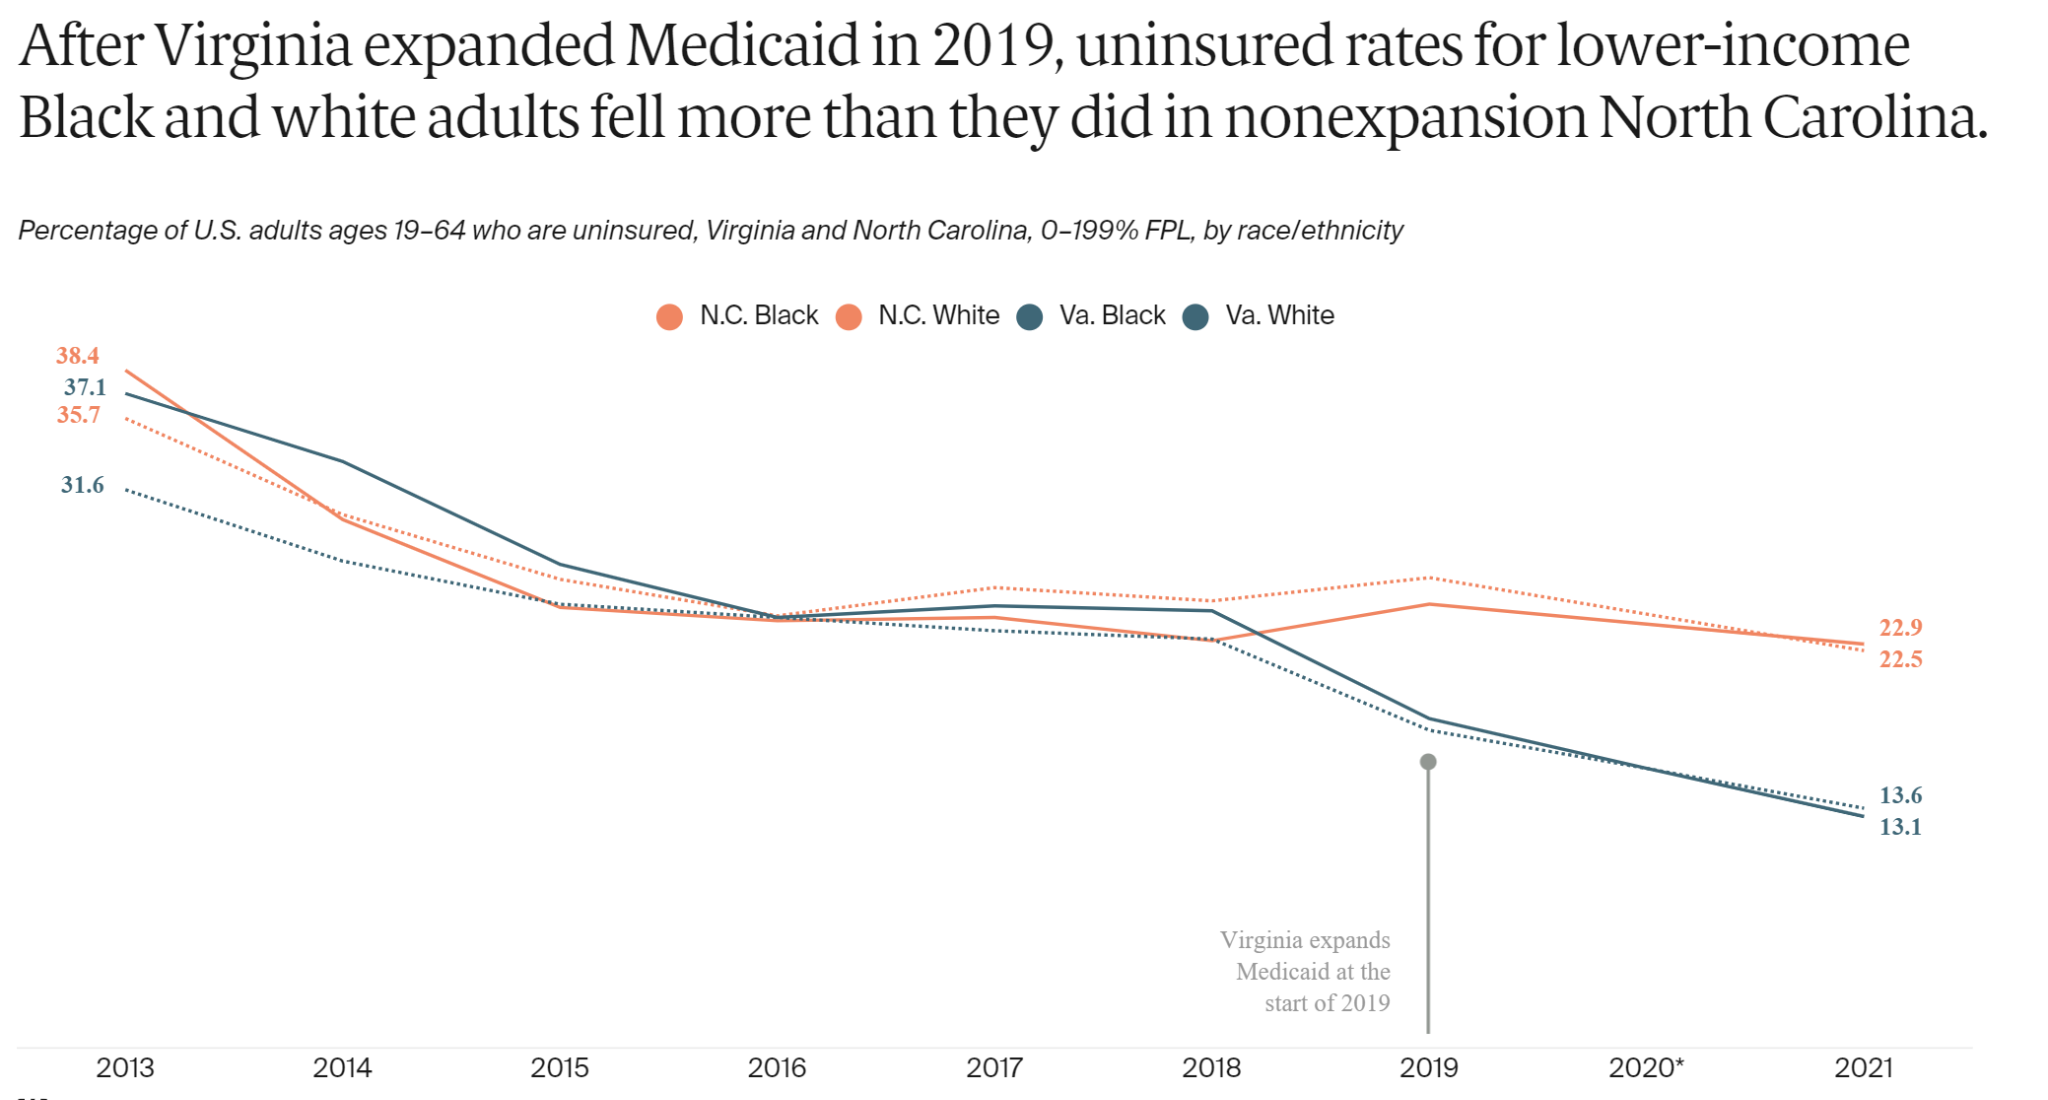 After Virginia expanded Medicaid in 2019, uninsured rates for lower-income
Black and white adults fell more than they did in nonexpansion North Carolina.
Percentage of U.S. adults ages 19–64 who are uninsured, Virginia and North Carolina, 0–199% FPL, by race/ethnicity
N.C. Black N.C. White Va. Black Va. White
38.4
37.1
35.7
31.6
22.9
22.5
13.6
13.1
Virginia expands
Medicaid at the
start of 2019
2013 2014 2015 2016 2017 2018 2019 2020* 2021